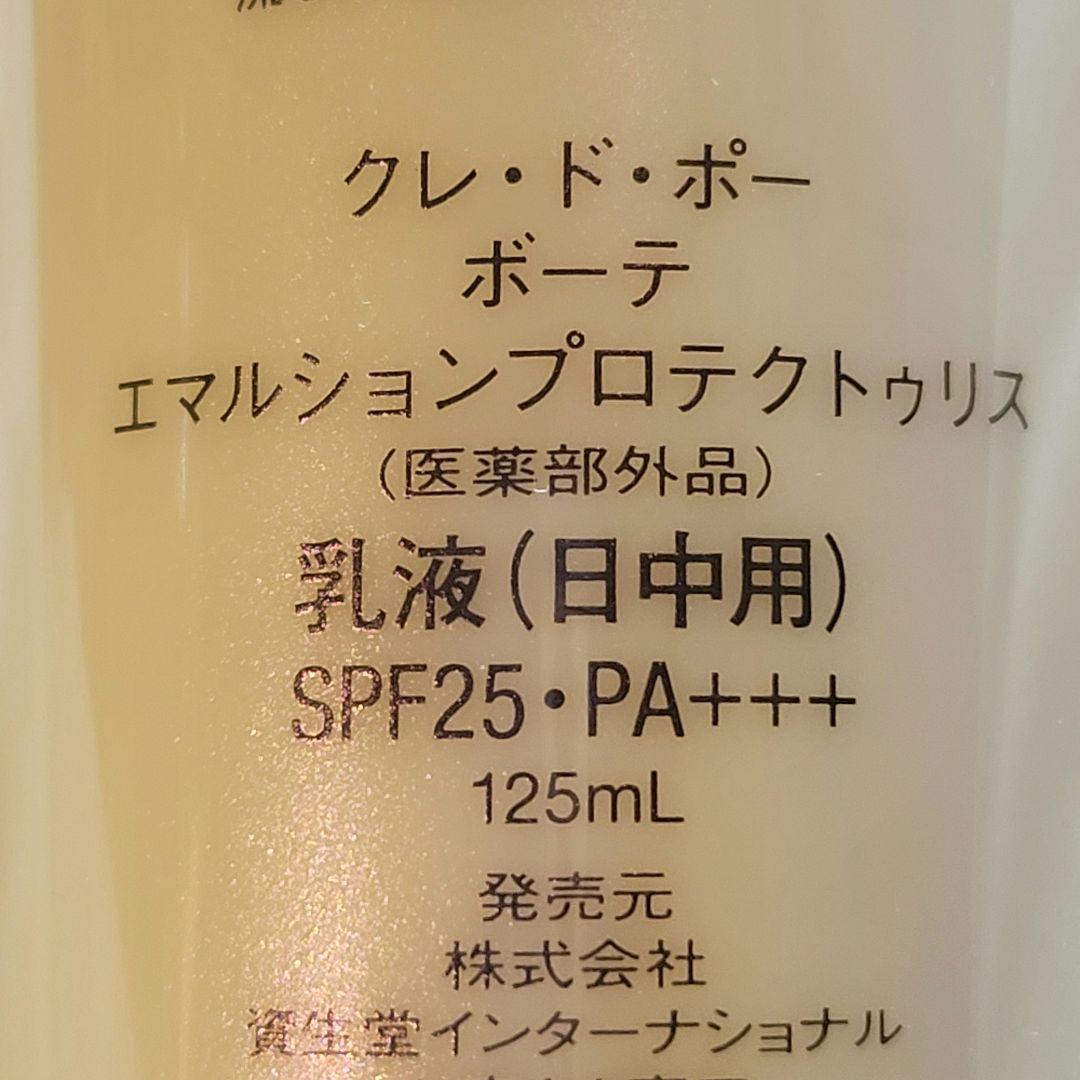 クレ・ド・ポー
ボーテ
エマルションプロテクトゥリス
(医薬部外品)
乳液(日中用)
SPF25・PA+++
125mL
発売元
株式会社
資生堂インターナショナル